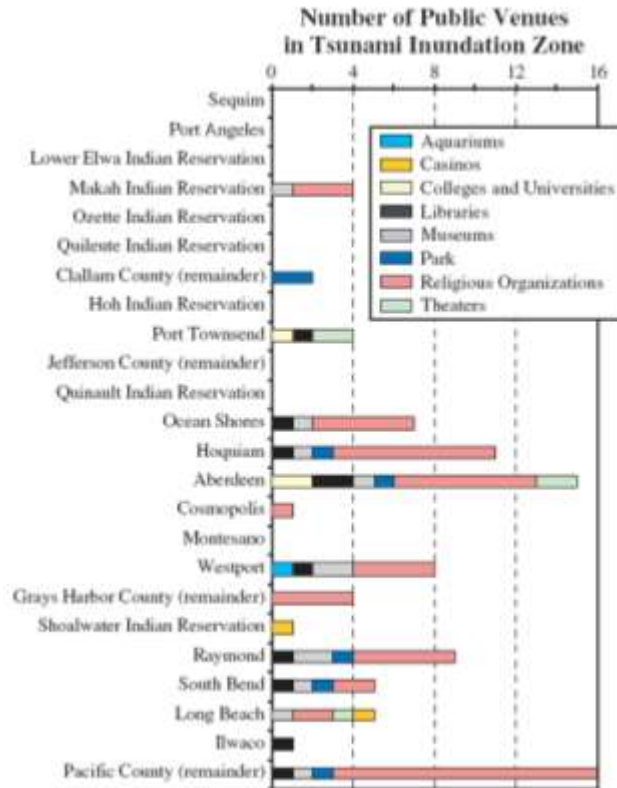 Number of Public Venues
in Tsunami Inundation Zone
0 4 8 12 16
Sequim
Port Angeles
Lower Elwa Indian Reservation
Makah Indian Reservation
Ozette Indian Reservation
Quileute Indian Reservation
Clallam County (remainder)
Hoh Indian Reservation
Port Townsend
Jefferson County (remainder)
Quinault Indian Reservation
Ocean Shores
Hoquiam
Aberdeen
Cosmopolis
Montesano
Westport
Grays Harbor County (remainder)
Shoalwater Indian Reservation
Raymond
South Bend
Long Beach
Ilwaco
Pacific County (remainder)
Aquariums
Casinos
Colleges and Universities
Libraries
Museums
Park
Religious Organizations
Theaters